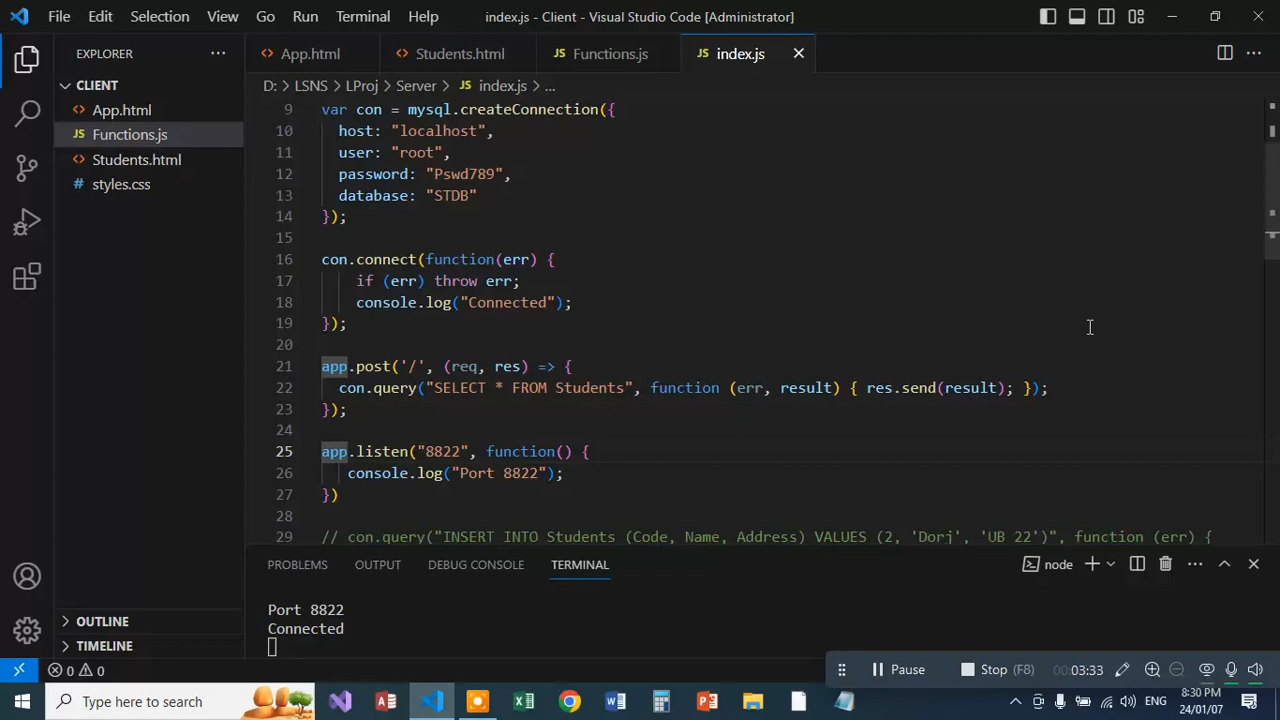 File Edit Selection View Go Run Terminal Help index.js - Client - Visual Studio Code [Administrator]
EXPLORER ···
App.html Students.html JS Functions.js JS index.js ×
CLIENT
App.html
JS Functions.js
Students.html
# styles.css
D: > LSNS > LProj > Server > JS index.js > ...
9 var con = mysql.createConnection({
10 host: "localhost",
11 user: "root",
12 password: "Pswd789",
13 database: "STDB"
14 });
15
16 con.connect(function(err) {
17 if (err) throw err;
18 console.log("Connected");
19 });
20
21 app.post('/', (req, res) => {
22 con.query("SELECT * FROM Students", function (err, result) { res.send(result); });
23 });
24
25 app.listen("8822", function() {
26 console.log("Port 8822");
27 })
28
29 // con.query("INSERT INTO Students (Code, Name, Address) VALUES (2, 'Dorj', 'UB 22')", function (err) {
PROBLEMS OUTPUT DEBUG CONSOLE TERMINAL node
Port 8822
Connected
OUTLINE
TIMELINE
0 0
Pause Stop (F8) 00:03:33
Type here to search
ENG 8:30 PM
24/01/07